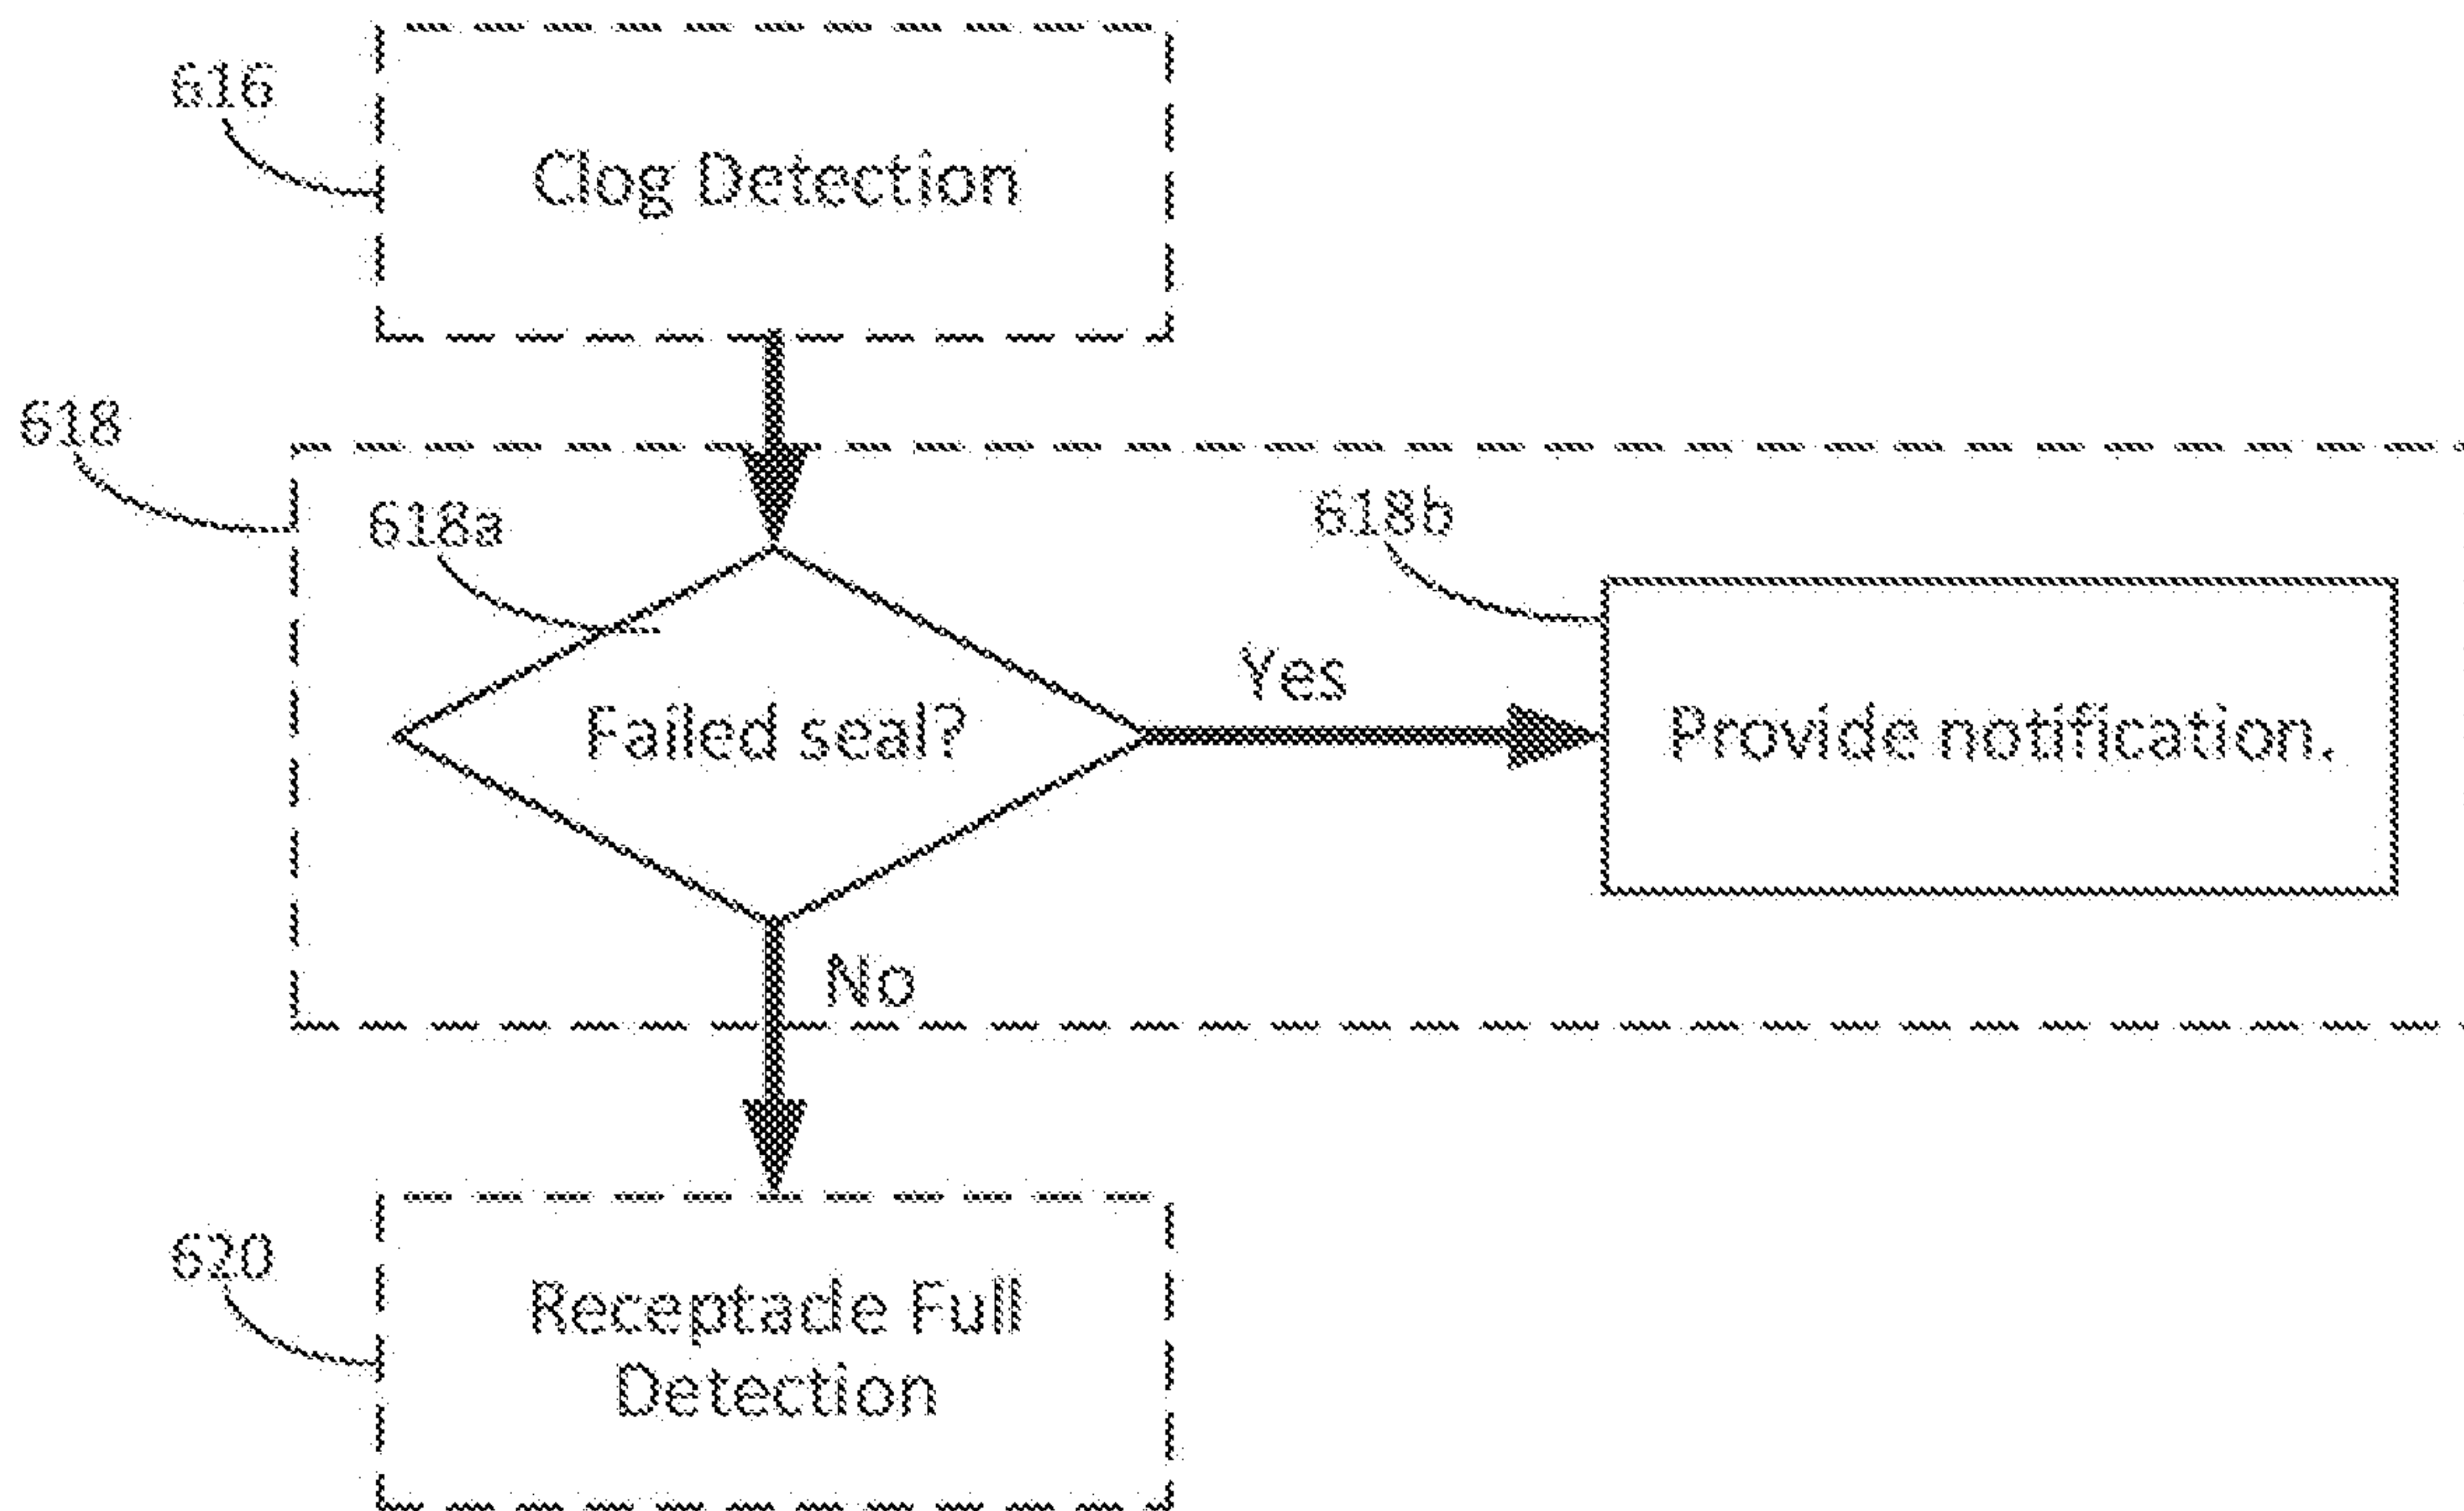 616
Clog Detection
618
618a
618b
Yes
Failed seal?
Provide notification.
No
620
Receptacle Full
Detection